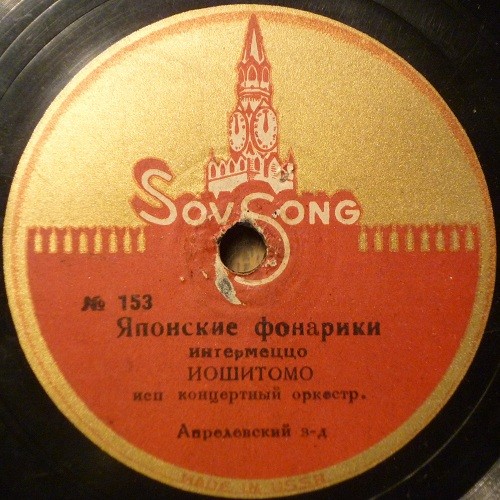 SOVSONG
№ 153
Японские фонарики
интермеццо
ИОШИТОМО
исп концертный оркестр.
Апрелевский з-д
MADE IN USSR